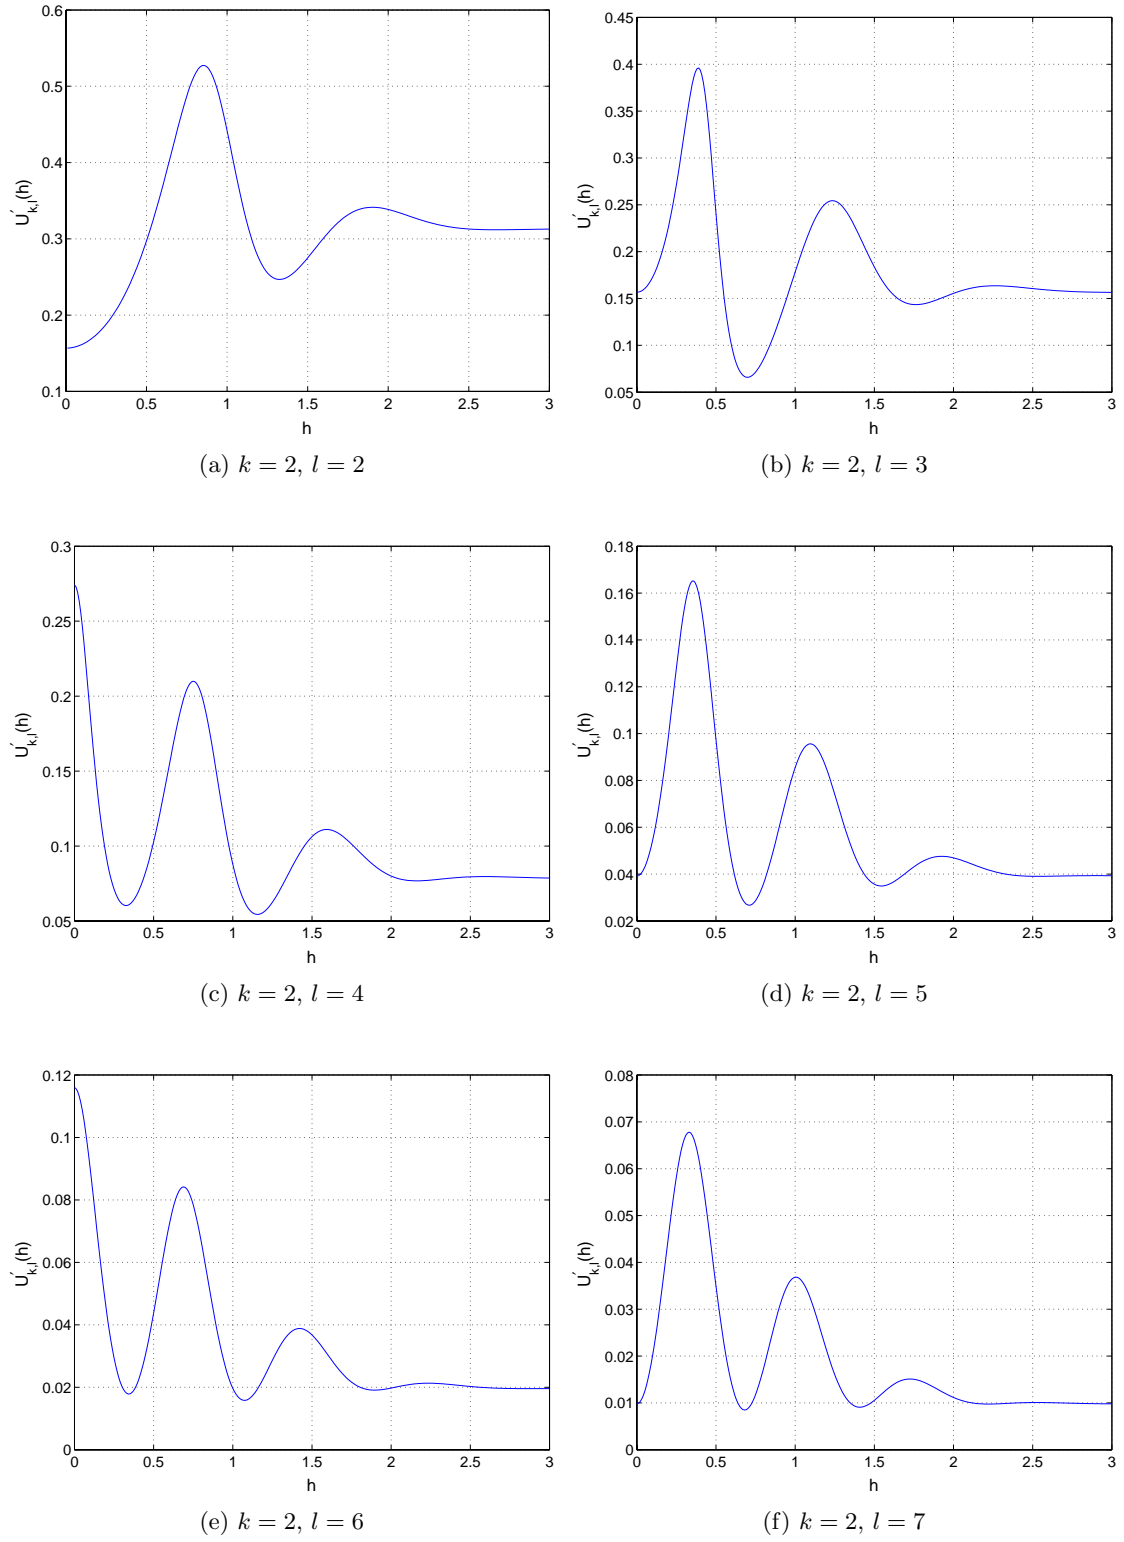 0.6
0.5
0.4
0.3
0.2
0.1
U′k,l(h)
0 0.5 1 1.5 2 2.5 3
h
(a) k = 2, l = 2
0.45
0.4
0.35
0.3
0.25
0.2
0.15
0.1
0.05
U′k,l(h)
0 0.5 1 1.5 2 2.5 3
h
(b) k = 2, l = 3
0.3
0.25
0.2
0.15
0.1
0.05
U′k,l(h)
0 0.5 1 1.5 2 2.5 3
h
(c) k = 2, l = 4
0.18
0.16
0.14
0.12
0.1
0.08
0.06
0.04
0.02
U′k,l(h)
0 0.5 1 1.5 2 2.5 3
h
(d) k = 2, l = 5
0.12
0.1
0.08
0.06
0.04
0.02
0
U′k,l(h)
0 0.5 1 1.5 2 2.5 3
h
(e) k = 2, l = 6
0.08
0.07
0.06
0.05
0.04
0.03
0.02
0.01
0
U′k,l(h)
0 0.5 1 1.5 2 2.5 3
h
(f) k = 2, l = 7